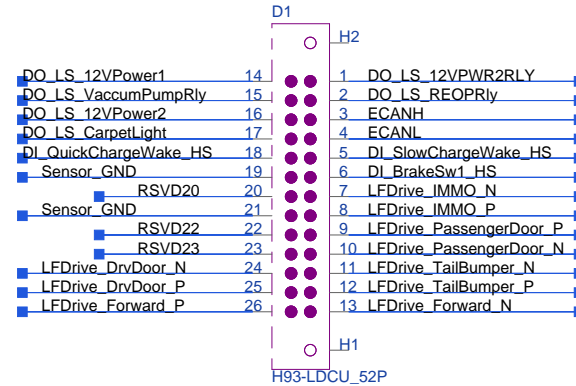 D1
H2
DO_LS_12VPower1 14 1 DO_LS_12VPWR2RLY
DO_LS_VaccumPumpRly 15 2 DO_LS_REOPRly
DO_LS_12VPower2 16 3 ECANH
DO_LS_CarpetLight 17 4 ECANL
DI_QuickChargeWake_HS 18 5 DI_SlowChargeWake_HS
Sensor_GND 19 6 DI_BrakeSw1_HS
RSVD20 20 7 LFDrive_IMMO_N
Sensor_GND 21 8 LFDrive_IMMO_P
RSVD22 22 9 LFDrive_PassengerDoor_P
RSVD23 23 10 LFDrive_PassengerDoor_N
LFDrive_DrvDoor_N 24 11 LFDrive_TailBumper_N
LFDrive_DrvDoor_P 25 12 LFDrive_TailBumper_P
LFDrive_Forward_P 26 13 LFDrive_Forward_N
H1
H93-LDCU_52P